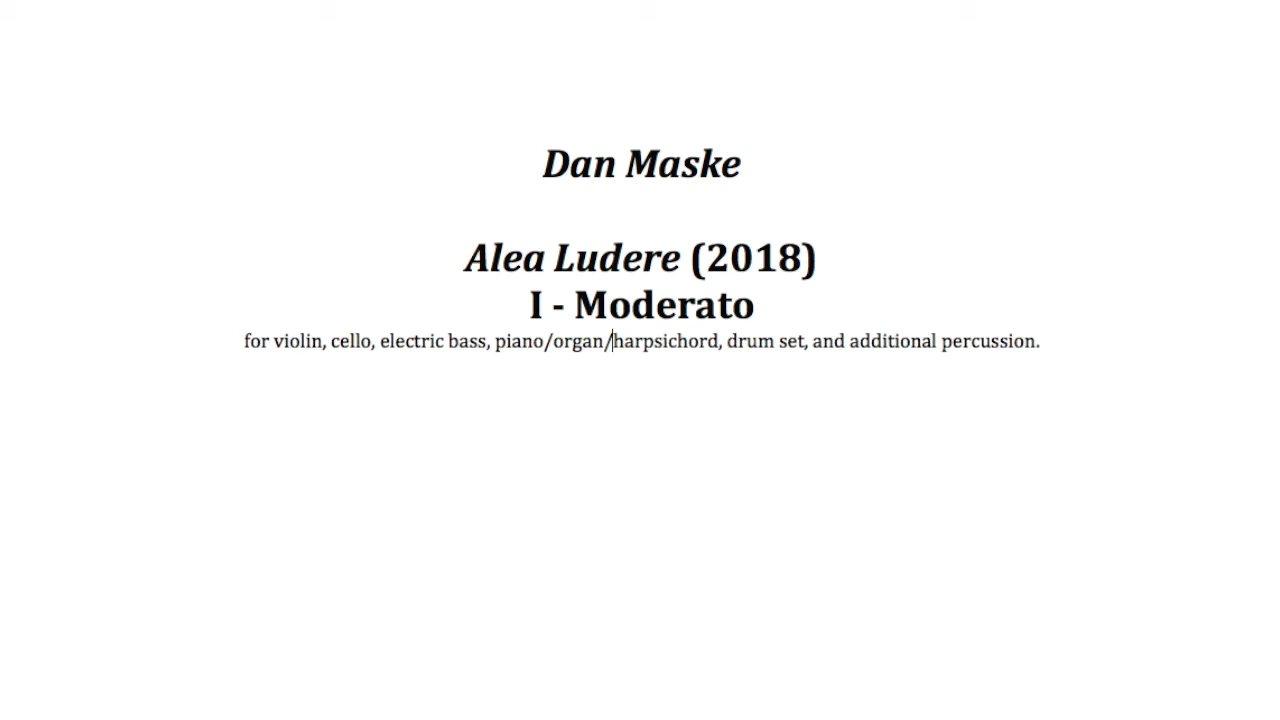 Dan Maske
Alea Ludere (2018)
I - Moderato
for violin, cello, electric bass, piano/organ/harpsichord, drum set, and additional percussion.